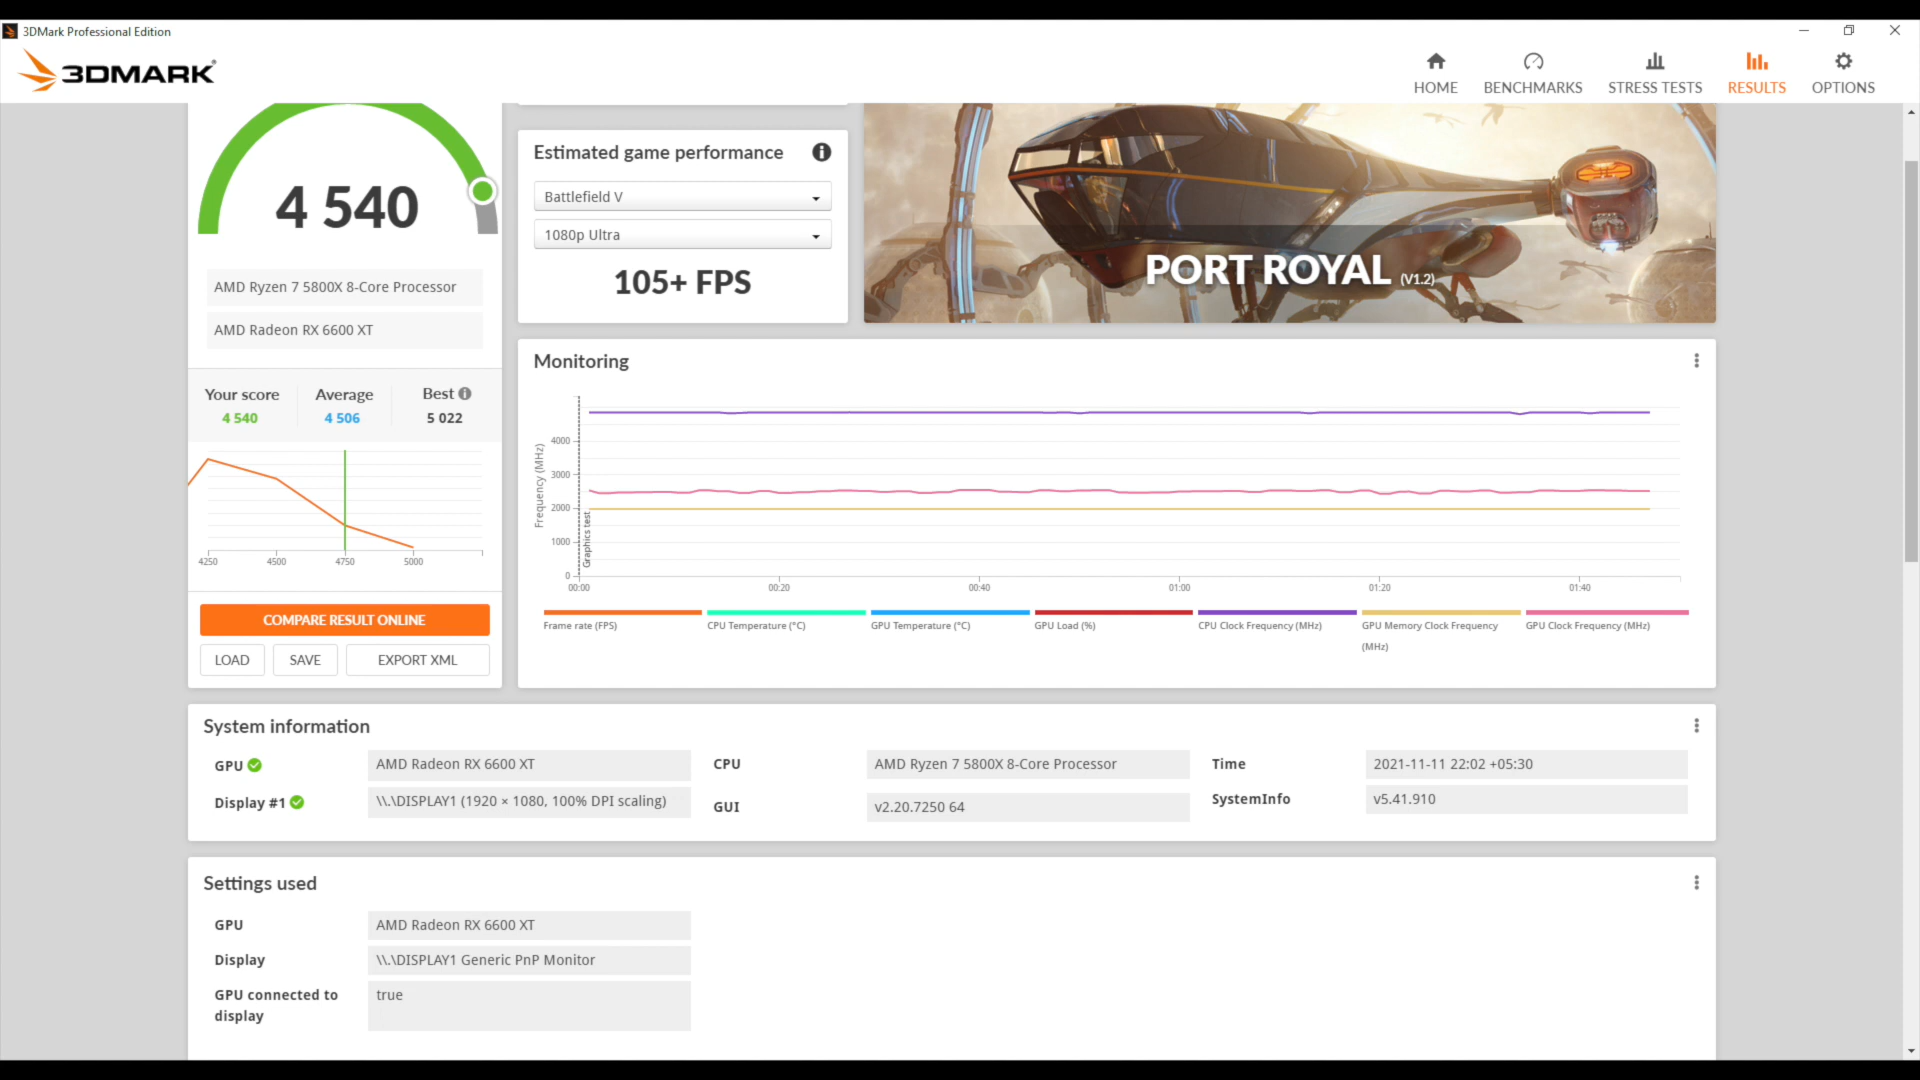 3DMark Professional Edition
3DMARK
HOME
BENCHMARKS
STRESS TESTS
RESULTS
OPTIONS
4 540
AMD Ryzen 7 5800X 8-Core Processor
AMD Radeon RX 6600 XT
Your score
Average
Best
4 540
4 506
5 022
4250
4500
4750
5000
COMPARE RESULT ONLINE
LOAD
SAVE
EXPORT XML
Estimated game performance
Battlefield V
1080p Ultra
105+ FPS
PORT ROYAL (V1.2)
Monitoring
Frequency (MHz)
4000
3000
2000
1000
0
Graphics test
00:00
00:20
00:40
01:00
01:20
01:40
Frame rate (FPS)
CPU Temperature (°C)
GPU Temperature (°C)
GPU Load (%)
CPU Clock Frequency (MHz)
GPU Memory Clock Frequency
(MHz)
GPU Clock Frequency (MHz)
System information
GPU
AMD Radeon RX 6600 XT
Display #1
\\.\DISPLAY1 (1920 × 1080, 100% DPI scaling)
CPU
AMD Ryzen 7 5800X 8-Core Processor
GUI
v2.20.7250 64
Time
2021-11-11 22:02 +05:30
SystemInfo
v5.41.910
Settings used
GPU
AMD Radeon RX 6600 XT
Display
\\.\DISPLAY1 Generic PnP Monitor
GPU connected to
display
true